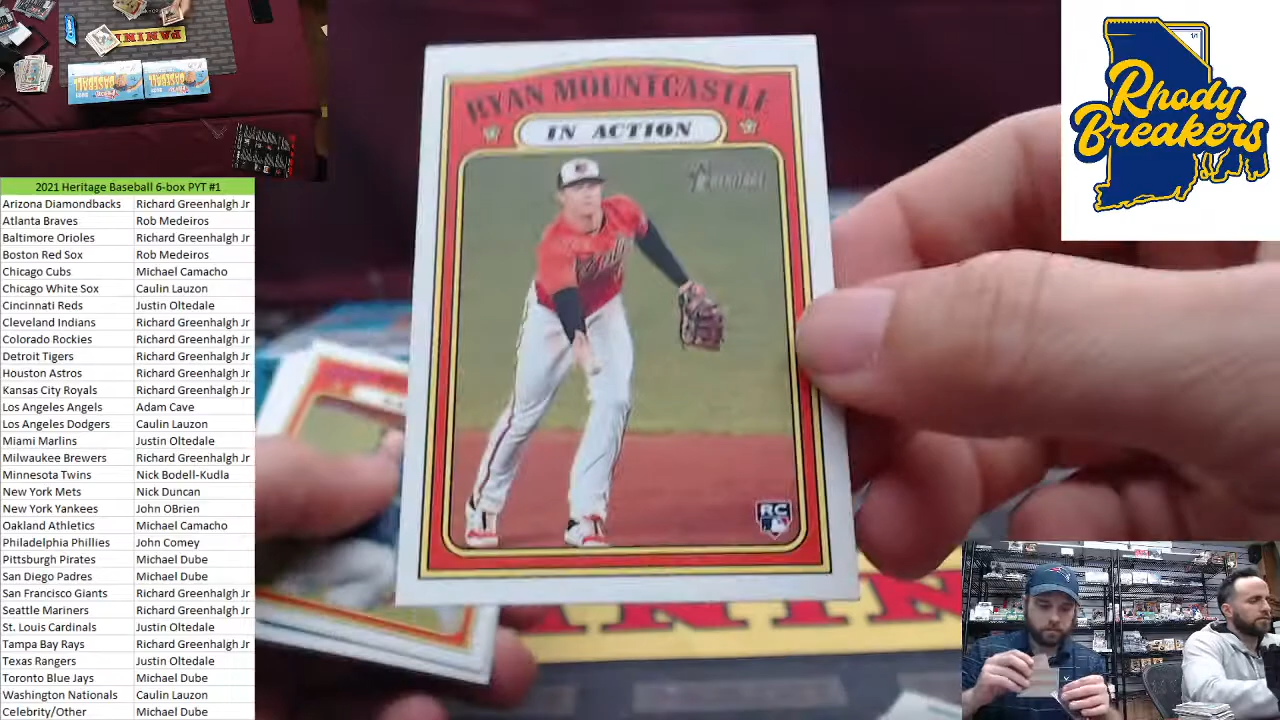 RYAN MOUNTCASTLE
IN ACTION
HERITAGE
RC
PANINI
BASEBALL
BASEBALL
Rhody
Breakers
1/1
2021 Heritage Baseball 6-box PYT #1
Arizona Diamondbacks Richard Greenhalgh Jr
Atlanta Braves Rob Medeiros
Baltimore Orioles Richard Greenhalgh Jr
Boston Red Sox Rob Medeiros
Chicago Cubs Michael Camacho
Chicago White Sox Caulin Lauzon
Cincinnati Reds Justin Oltedale
Cleveland Indians Richard Greenhalgh Jr
Colorado Rockies Richard Greenhalgh Jr
Detroit Tigers Richard Greenhalgh Jr
Houston Astros Richard Greenhalgh Jr
Kansas City Royals Richard Greenhalgh Jr
Los Angeles Angels Adam Cave
Los Angeles Dodgers Caulin Lauzon
Miami Marlins Justin Oltedale
Milwaukee Brewers Richard Greenhalgh Jr
Minnesota Twins Nick Bodell-Kudla
New York Mets Nick Duncan
New York Yankees John OBrien
Oakland Athletics Michael Camacho
Philadelphia Phillies John Comey
Pittsburgh Pirates Michael Dube
San Diego Padres Michael Dube
San Francisco Giants Richard Greenhalgh Jr
Seattle Mariners Richard Greenhalgh Jr
St. Louis Cardinals Justin Oltedale
Tampa Bay Rays Richard Greenhalgh Jr
Texas Rangers Justin Oltedale
Toronto Blue Jays Michael Dube
Washington Nationals Caulin Lauzon
Celebrity/Other Michael Dube